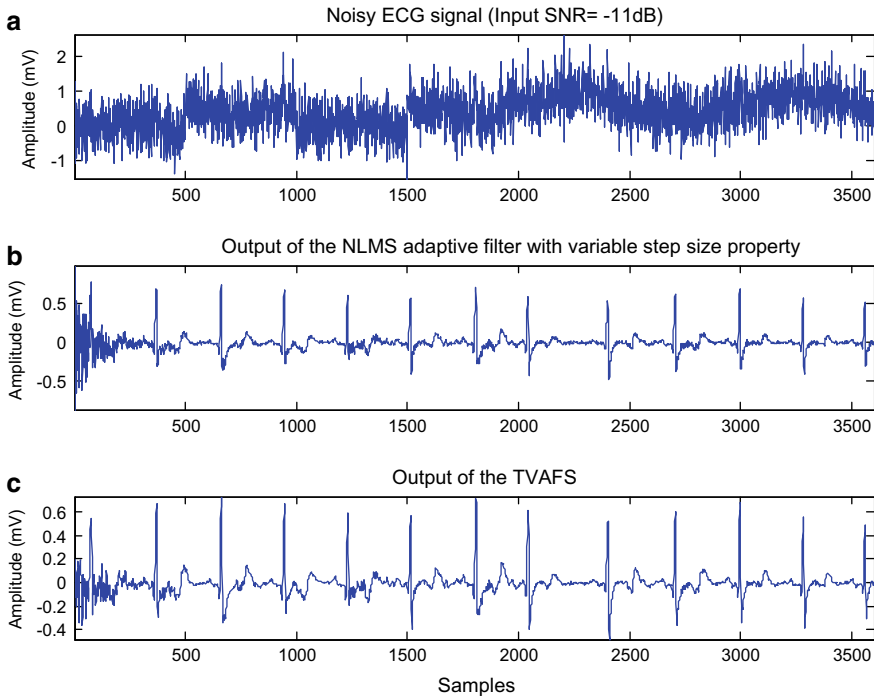 a
Noisy ECG signal (Input SNR= -11dB)
Amplitude (mV)
2
1
0
-1
500 1000 1500 2000 2500 3000 3500
b
Output of the NLMS adaptive filter with variable step size property
Amplitude (mV)
0.5
0
-0.5
500 1000 1500 2000 2500 3000 3500
c
Output of the TVAFS
Amplitude (mV)
0.6
0.4
0.2
0
-0.2
-0.4
500 1000 1500 2000 2500 3000 3500
Samples